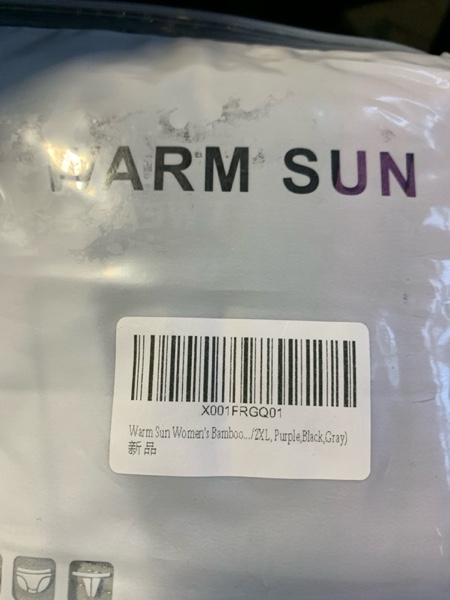 WARM SUN
X001FRGQ01
Warm Sun Women's Bamboo.../2XL, Purple,Black,Gray)
新品